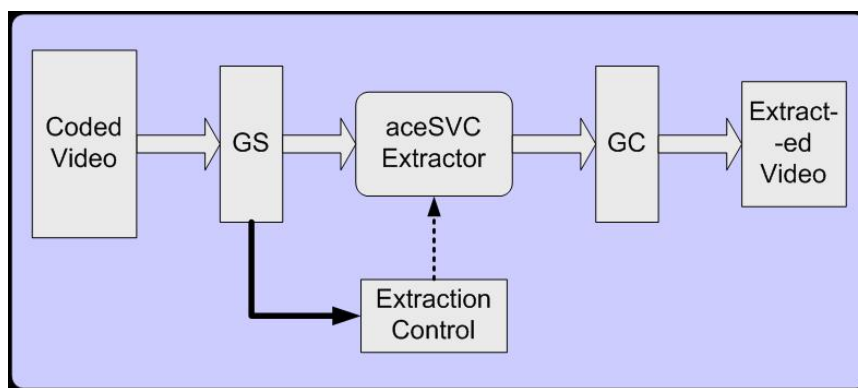 Coded
Video
GS
aceSVC
Extractor
GC
Extract-
-ed
Video
Extraction
Control